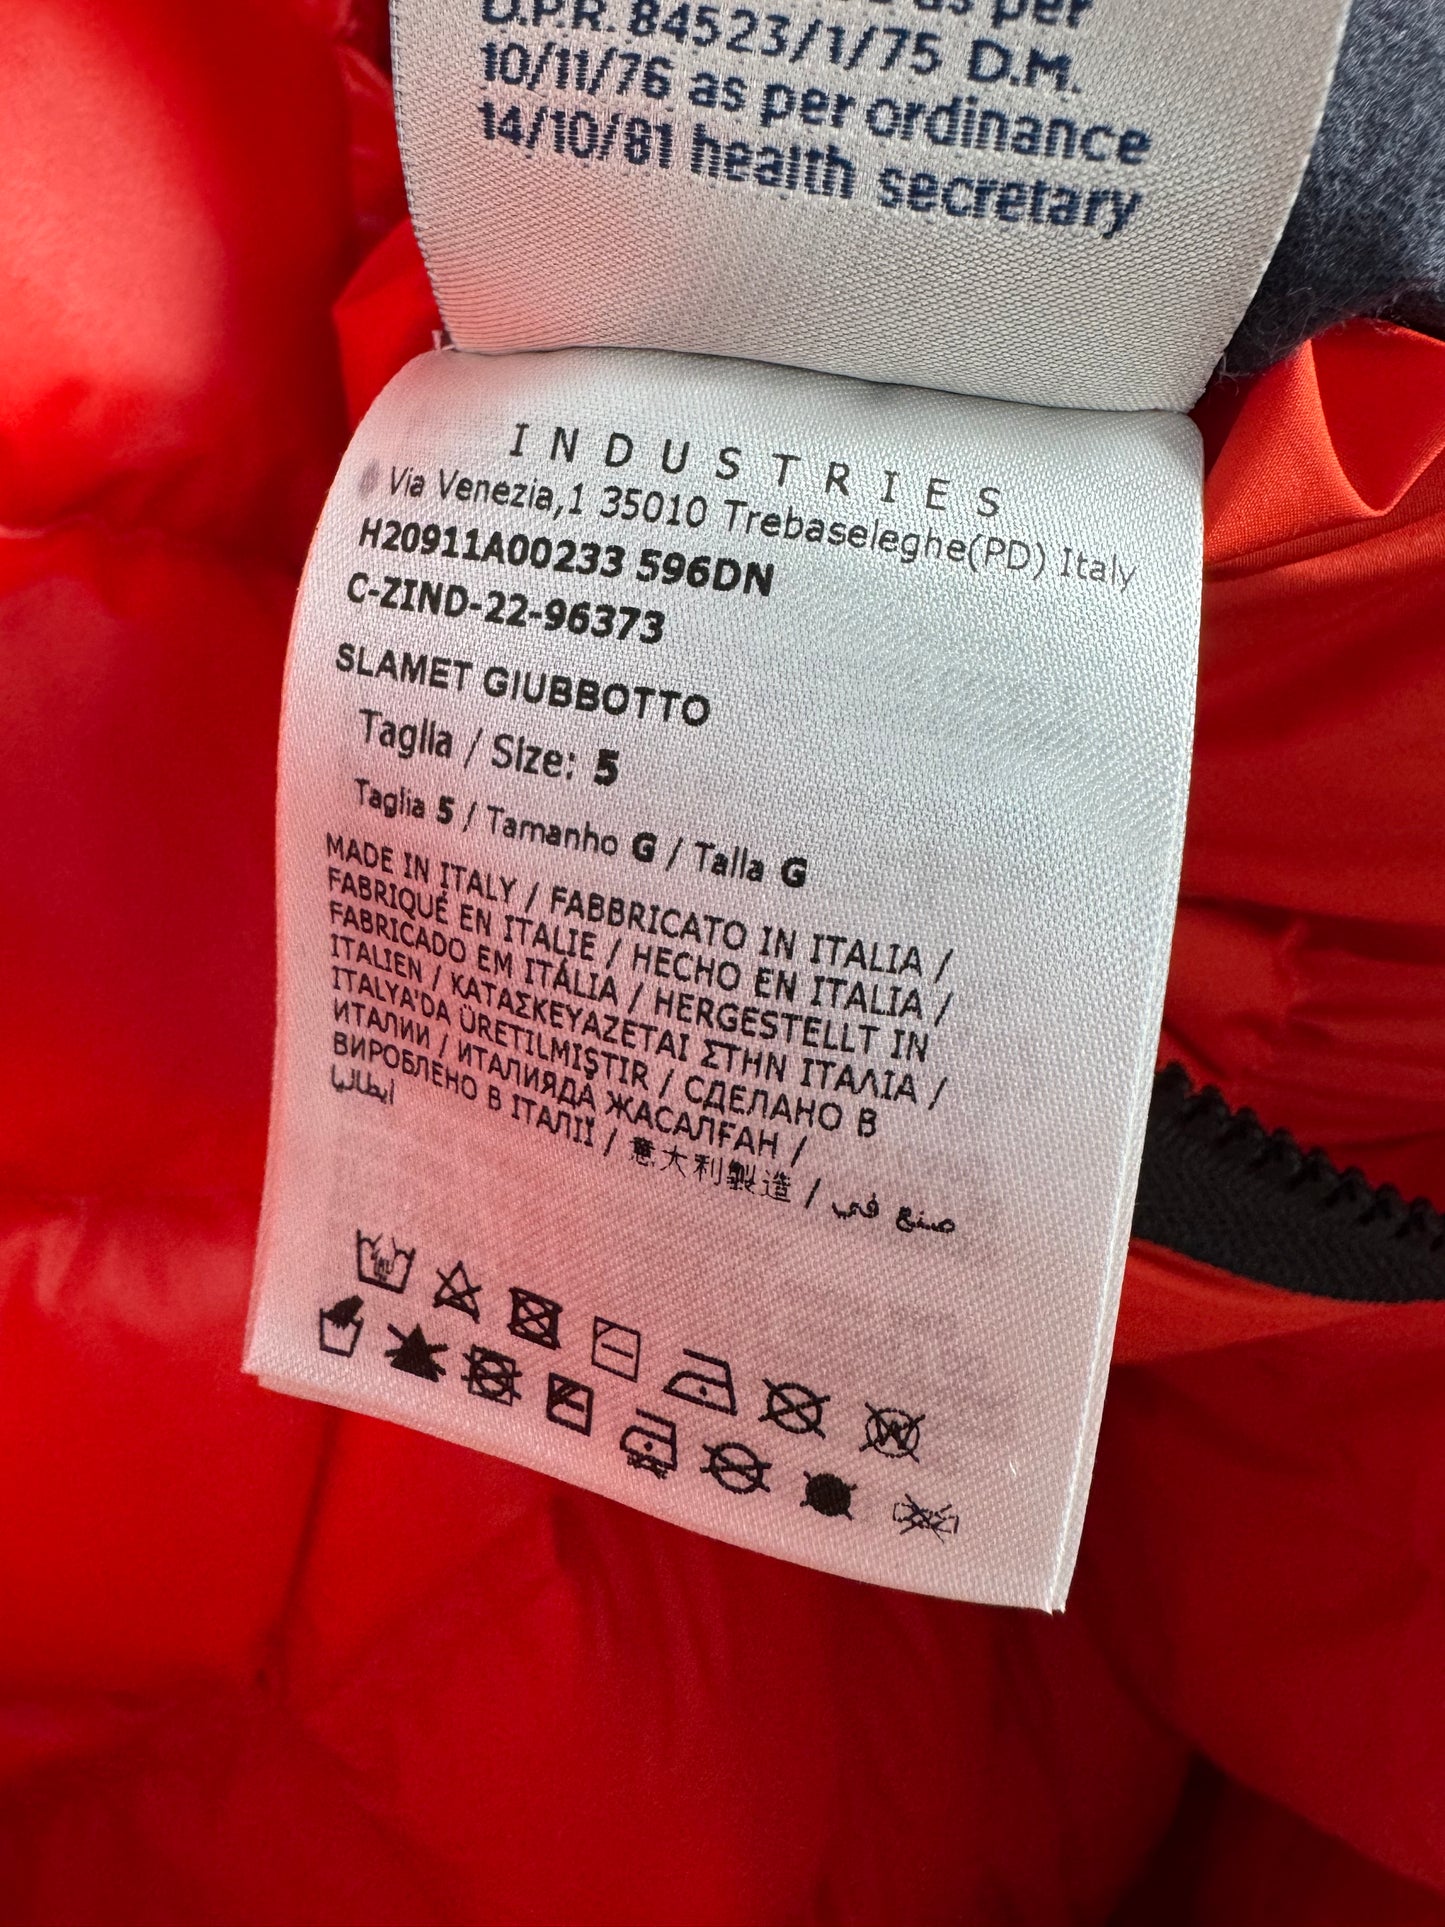 as per
D.P.R. 84523/1/75 D.M.
10/11/76 as per ordinance
14/10/81 health secretary
INDUSTRIES
Via Venezia,1 35010 Trebaseleghe(PD) Italy
H20911A00233 596DN
C-ZIND-22-96373
SLAMET GIUBBOTTO
Taglia / Size: 5
Taglia 5 / Tamanho G / Talla G
MADE IN ITALY / FABBRICATO IN ITALIA /
FABRIQUÉ EN ITALIE / HECHO EN ITALIA /
FABRICADO EM ITÁLIA / HERGESTELLT IN
ITALIEN / ΚΑΤΑΣΚΕΥΑΖΕΤΑΙ ΣΤΗΝ ΙΤΑΛΙΑ /
ITALYA'DA ÜRETILMIŞTIR / СДЕЛАНО В
ИТАЛИИ / ИТАЛИЯДА ЖАСАЛҒАН /
ВИРОБЛЕНО В ІТАЛІЇ / 意大利製造 / صنع في
ايطاليا